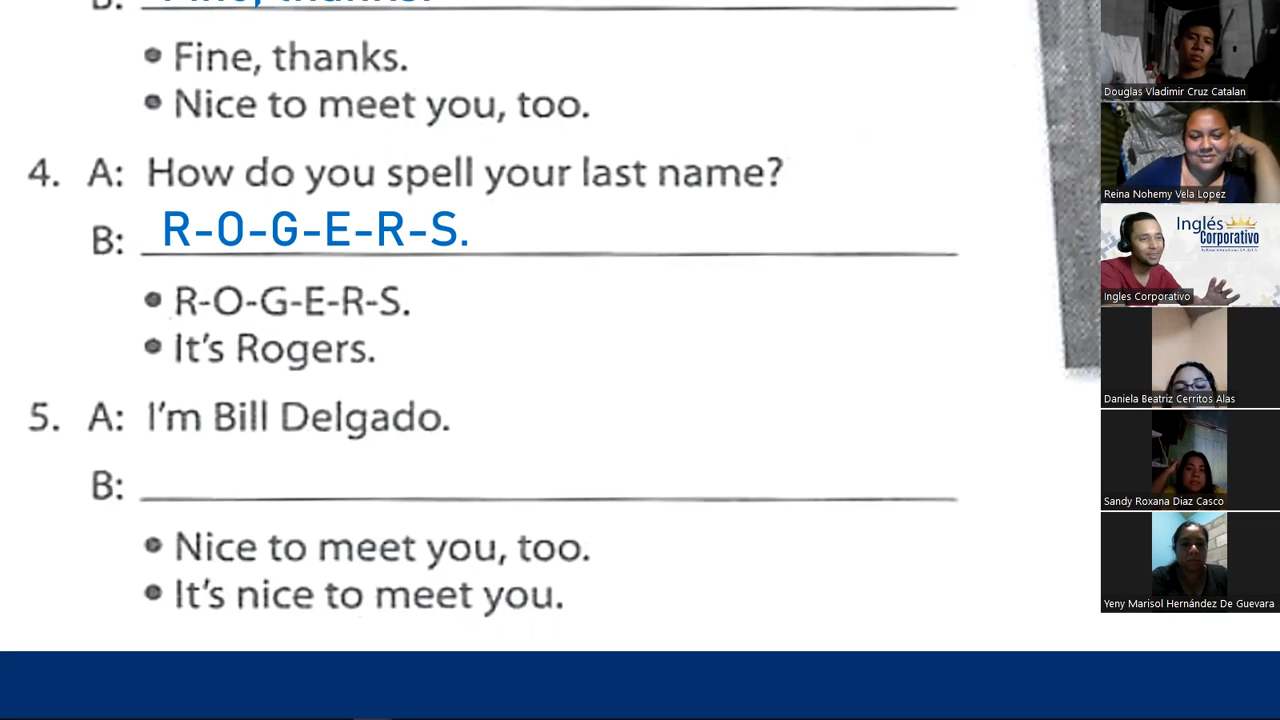 B: Fine, thanks.
• Fine, thanks.
• Nice to meet you, too.
4. A: How do you spell your last name?
B: R-O-G-E-R-S.
• R-O-G-E-R-S.
• It's Rogers.
5. A: I'm Bill Delgado.
B:
• Nice to meet you, too.
• It's nice to meet you.
Douglas Vladimir Cruz Catalan
Reina Nohemy Vela Lopez
Inglés
Corporativo
Ingles Corporativo
Daniela Beatriz Cerritos Alas
Sandy Roxana Diaz Casco
Yeny Marisol Hernández De Guevara